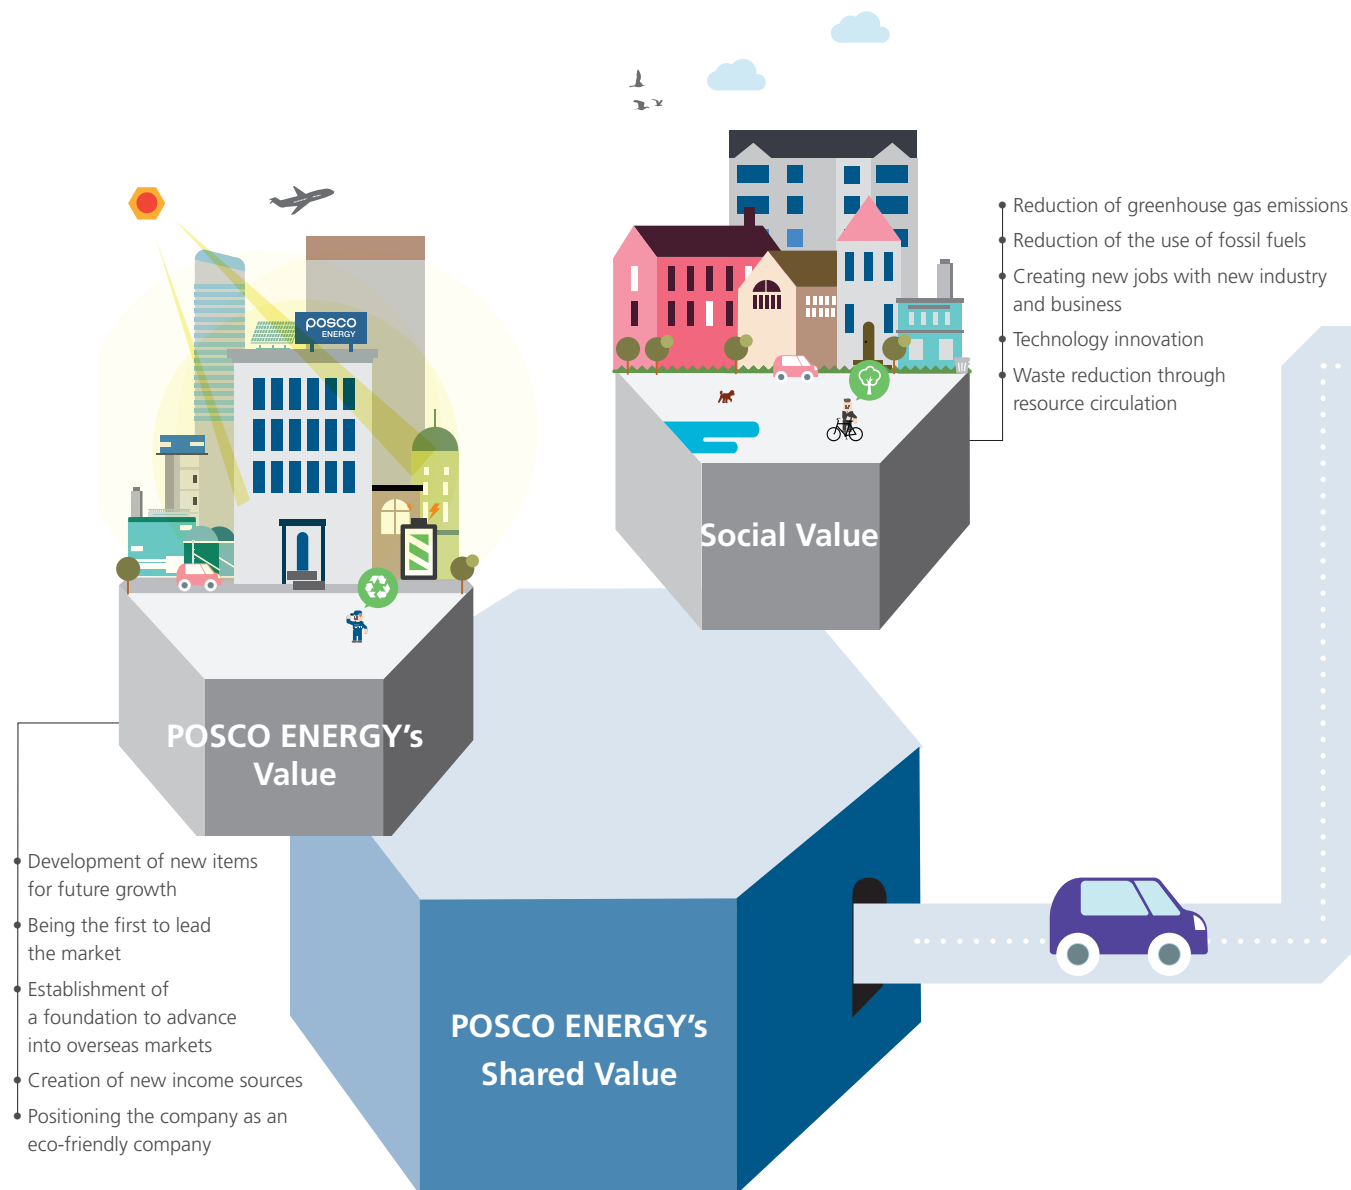 Reduction of greenhouse gas emissions
Reduction of the use of fossil fuels
Creating new jobs with new industry
and business
Technology innovation
Waste reduction through
resource circulation
posco
ENERGY
Social Value
POSCO ENERGY’s
Value
Development of new items
for future growth
Being the first to lead
the market
Establishment of
a foundation to advance
into overseas markets
Creation of new income sources
Positioning the company as an
eco-friendly company
POSCO ENERGY’s
Shared Value